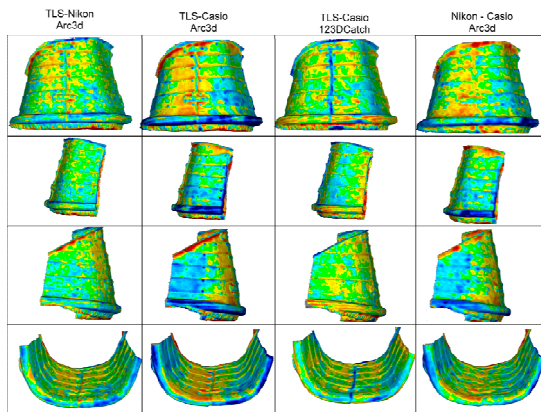 TLS-Nikon
Arc3d
TLS-Casio
Arc3d
TLS-Casio
123DCatch
Nikon - Casio
Arc3d